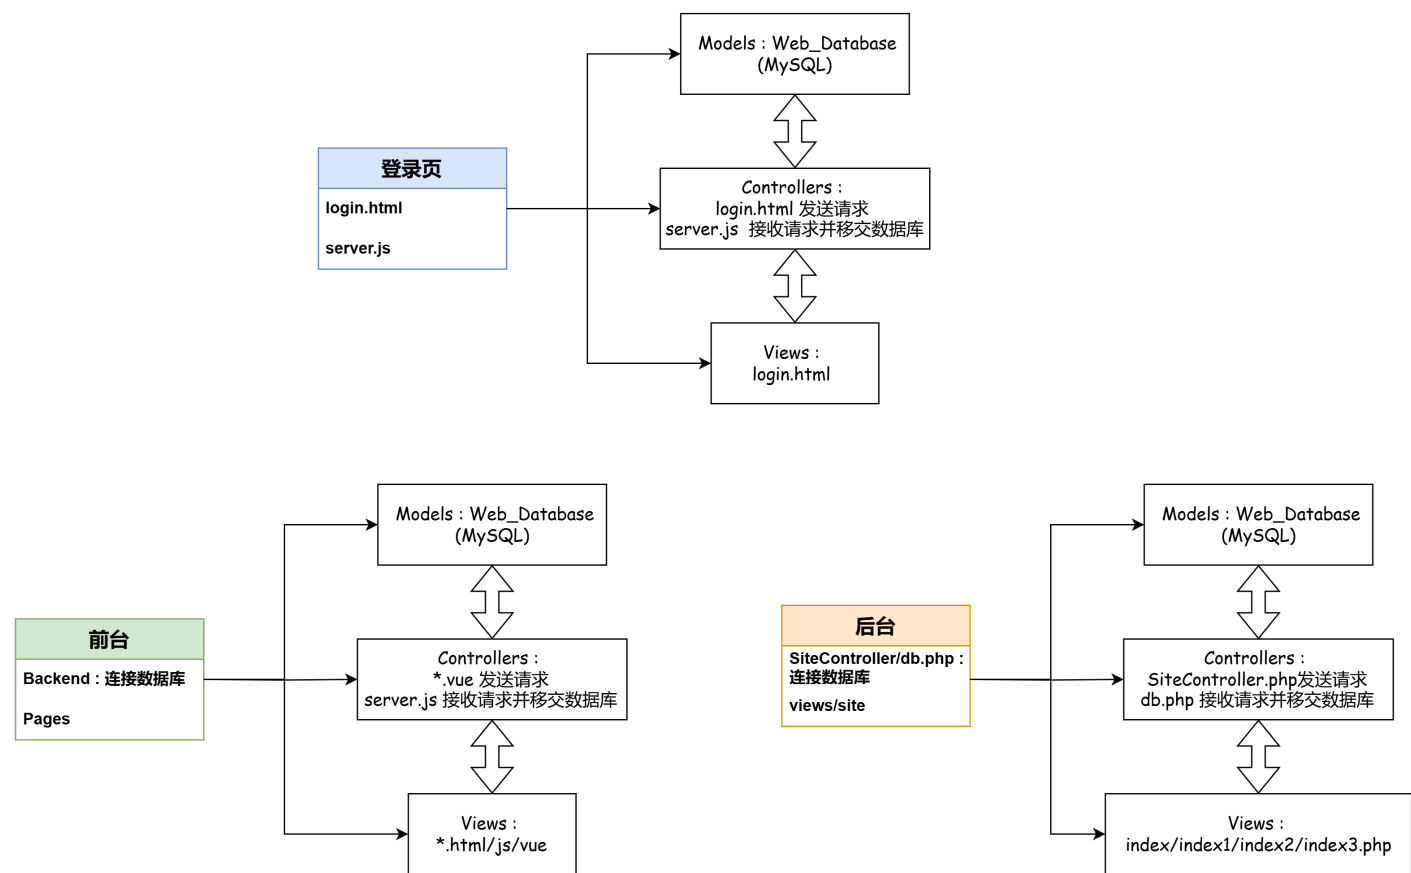 Models : Web_Database
(MySQL)
登录页
login.html
server.js
Controllers :
login.html 发送请求
server.js 接收请求并移交数据库
Views :
login.html
Models : Web_Database
(MySQL)
前台
Backend : 连接数据库
Pages
Controllers :
*.vue 发送请求
server.js 接收请求并移交数据库
Views :
*.html/js/vue
Models : Web_Database
(MySQL)
后台
SiteController/db.php :
连接数据库
views/site
Controllers :
SiteController.php发送请求
db.php 接收请求并移交数据库
Views :
index/index1/index2/index3.php